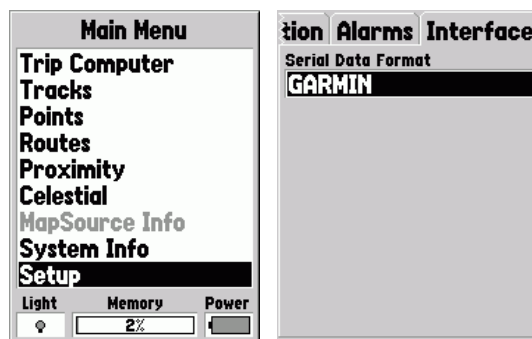 Main Menu
Trip Computer
Tracks
Points
Routes
Proximity
Celestial
MapSource Info
System Info
Setup
Light Memory Power
2%
tion Alarms Interface
Serial Data Format
GARMIN